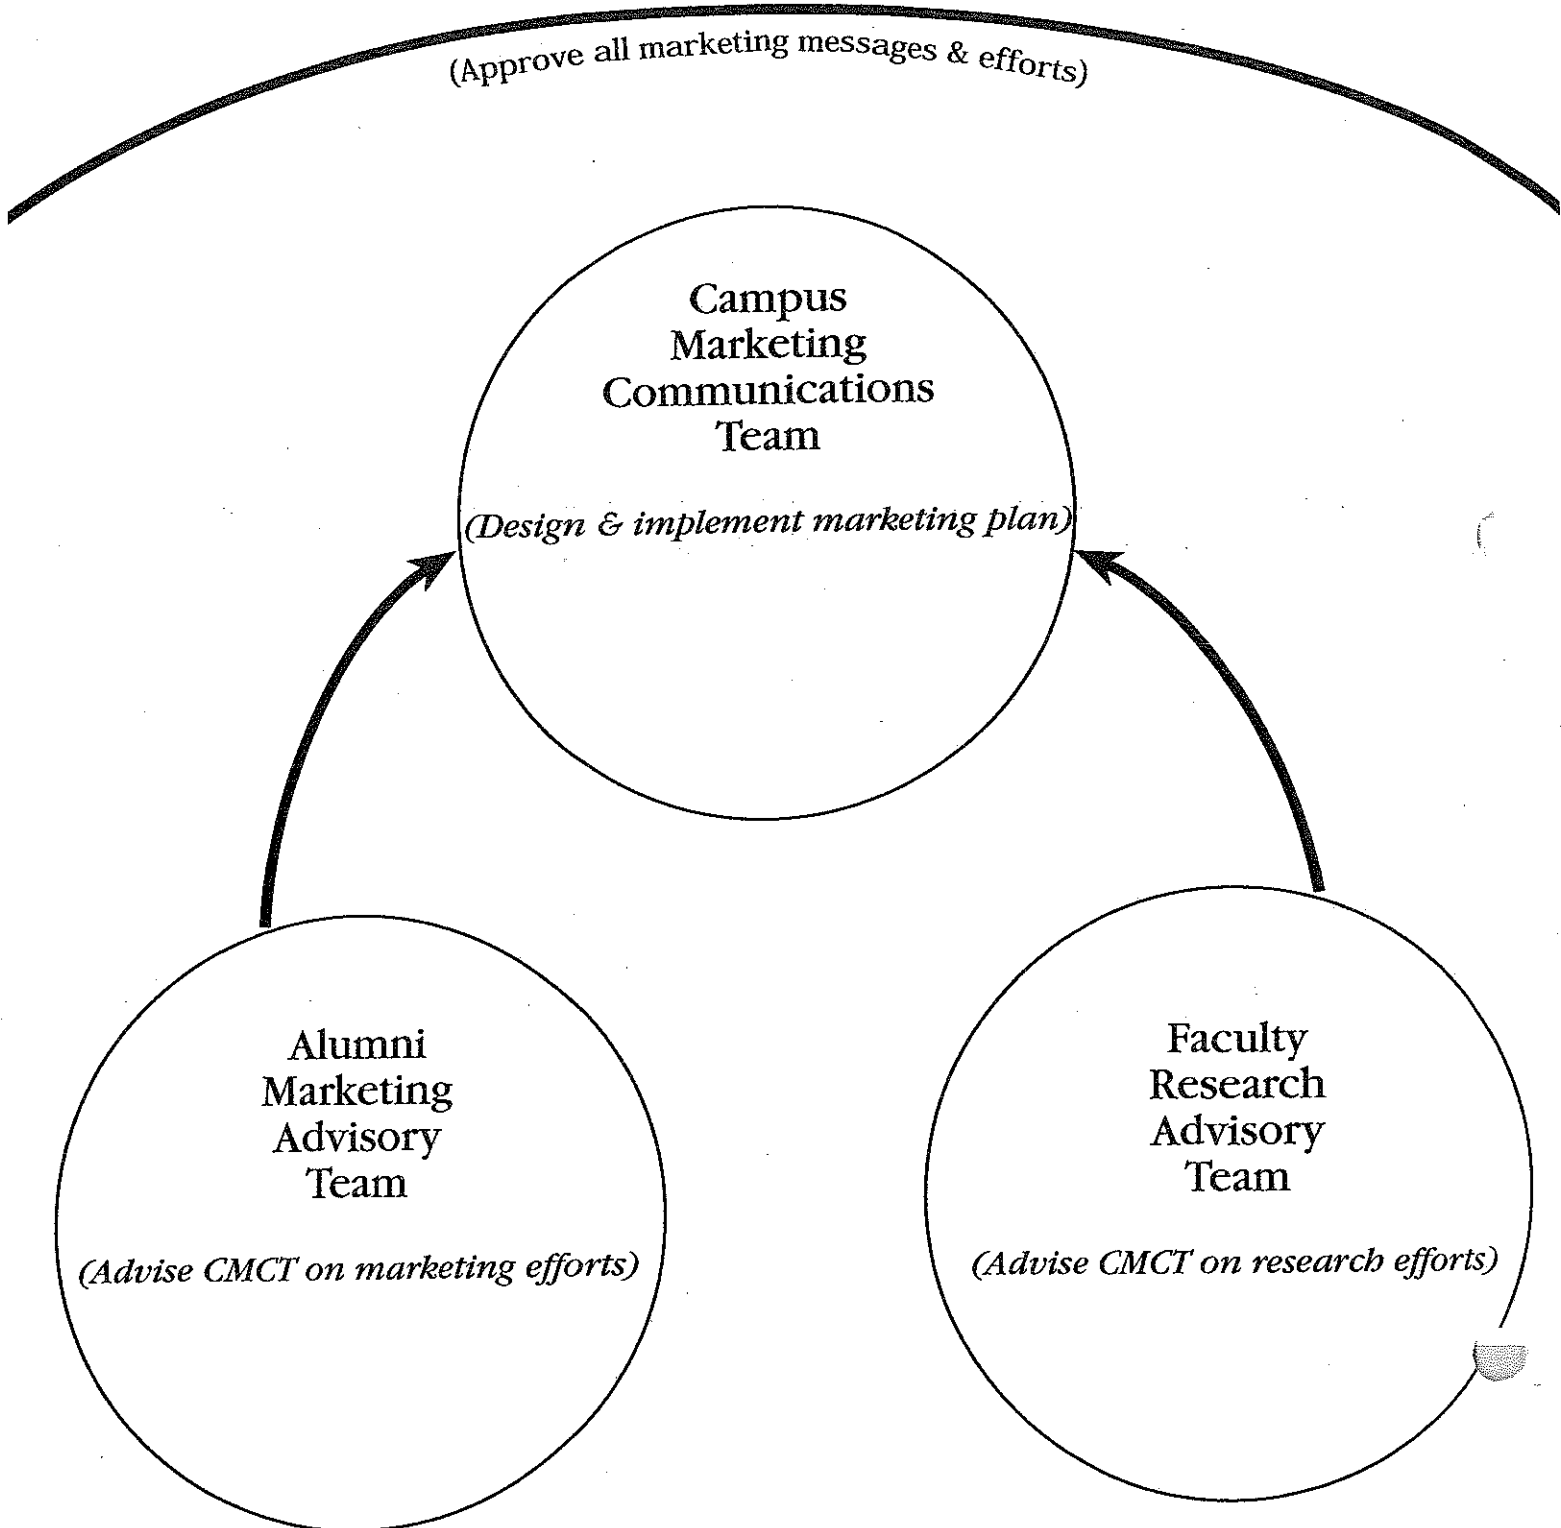 (Approve all marketing messages & efforts)
Campus
Marketing
Communications
Team
(Design & implement marketing plan)
Alumni
Marketing
Advisory
Team
(Advise CMCT on marketing efforts)
Faculty
Research
Advisory
Team
(Advise CMCT on research efforts)